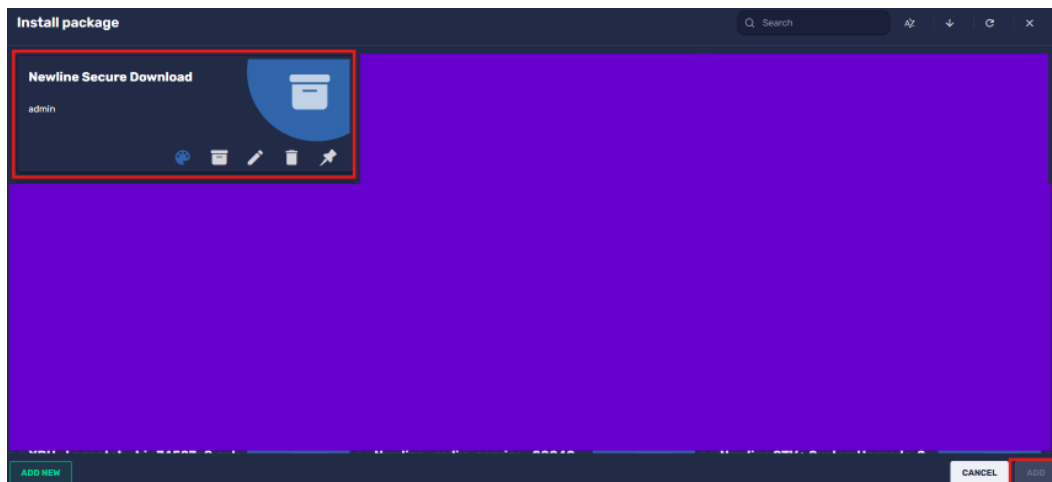 Install package
Search
Newline Secure Download
admin
ADD NEW
CANCEL
ADD